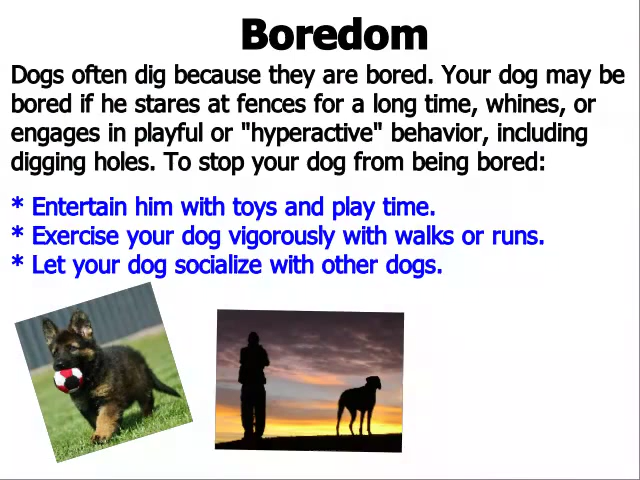 Boredom
Dogs often dig because they are bored. Your dog may be
bored if he stares at fences for a long time, whines, or
engages in playful or "hyperactive" behavior, including
digging holes. To stop your dog from being bored:
* Entertain him with toys and play time.
* Exercise your dog vigorously with walks or runs.
* Let your dog socialize with other dogs.